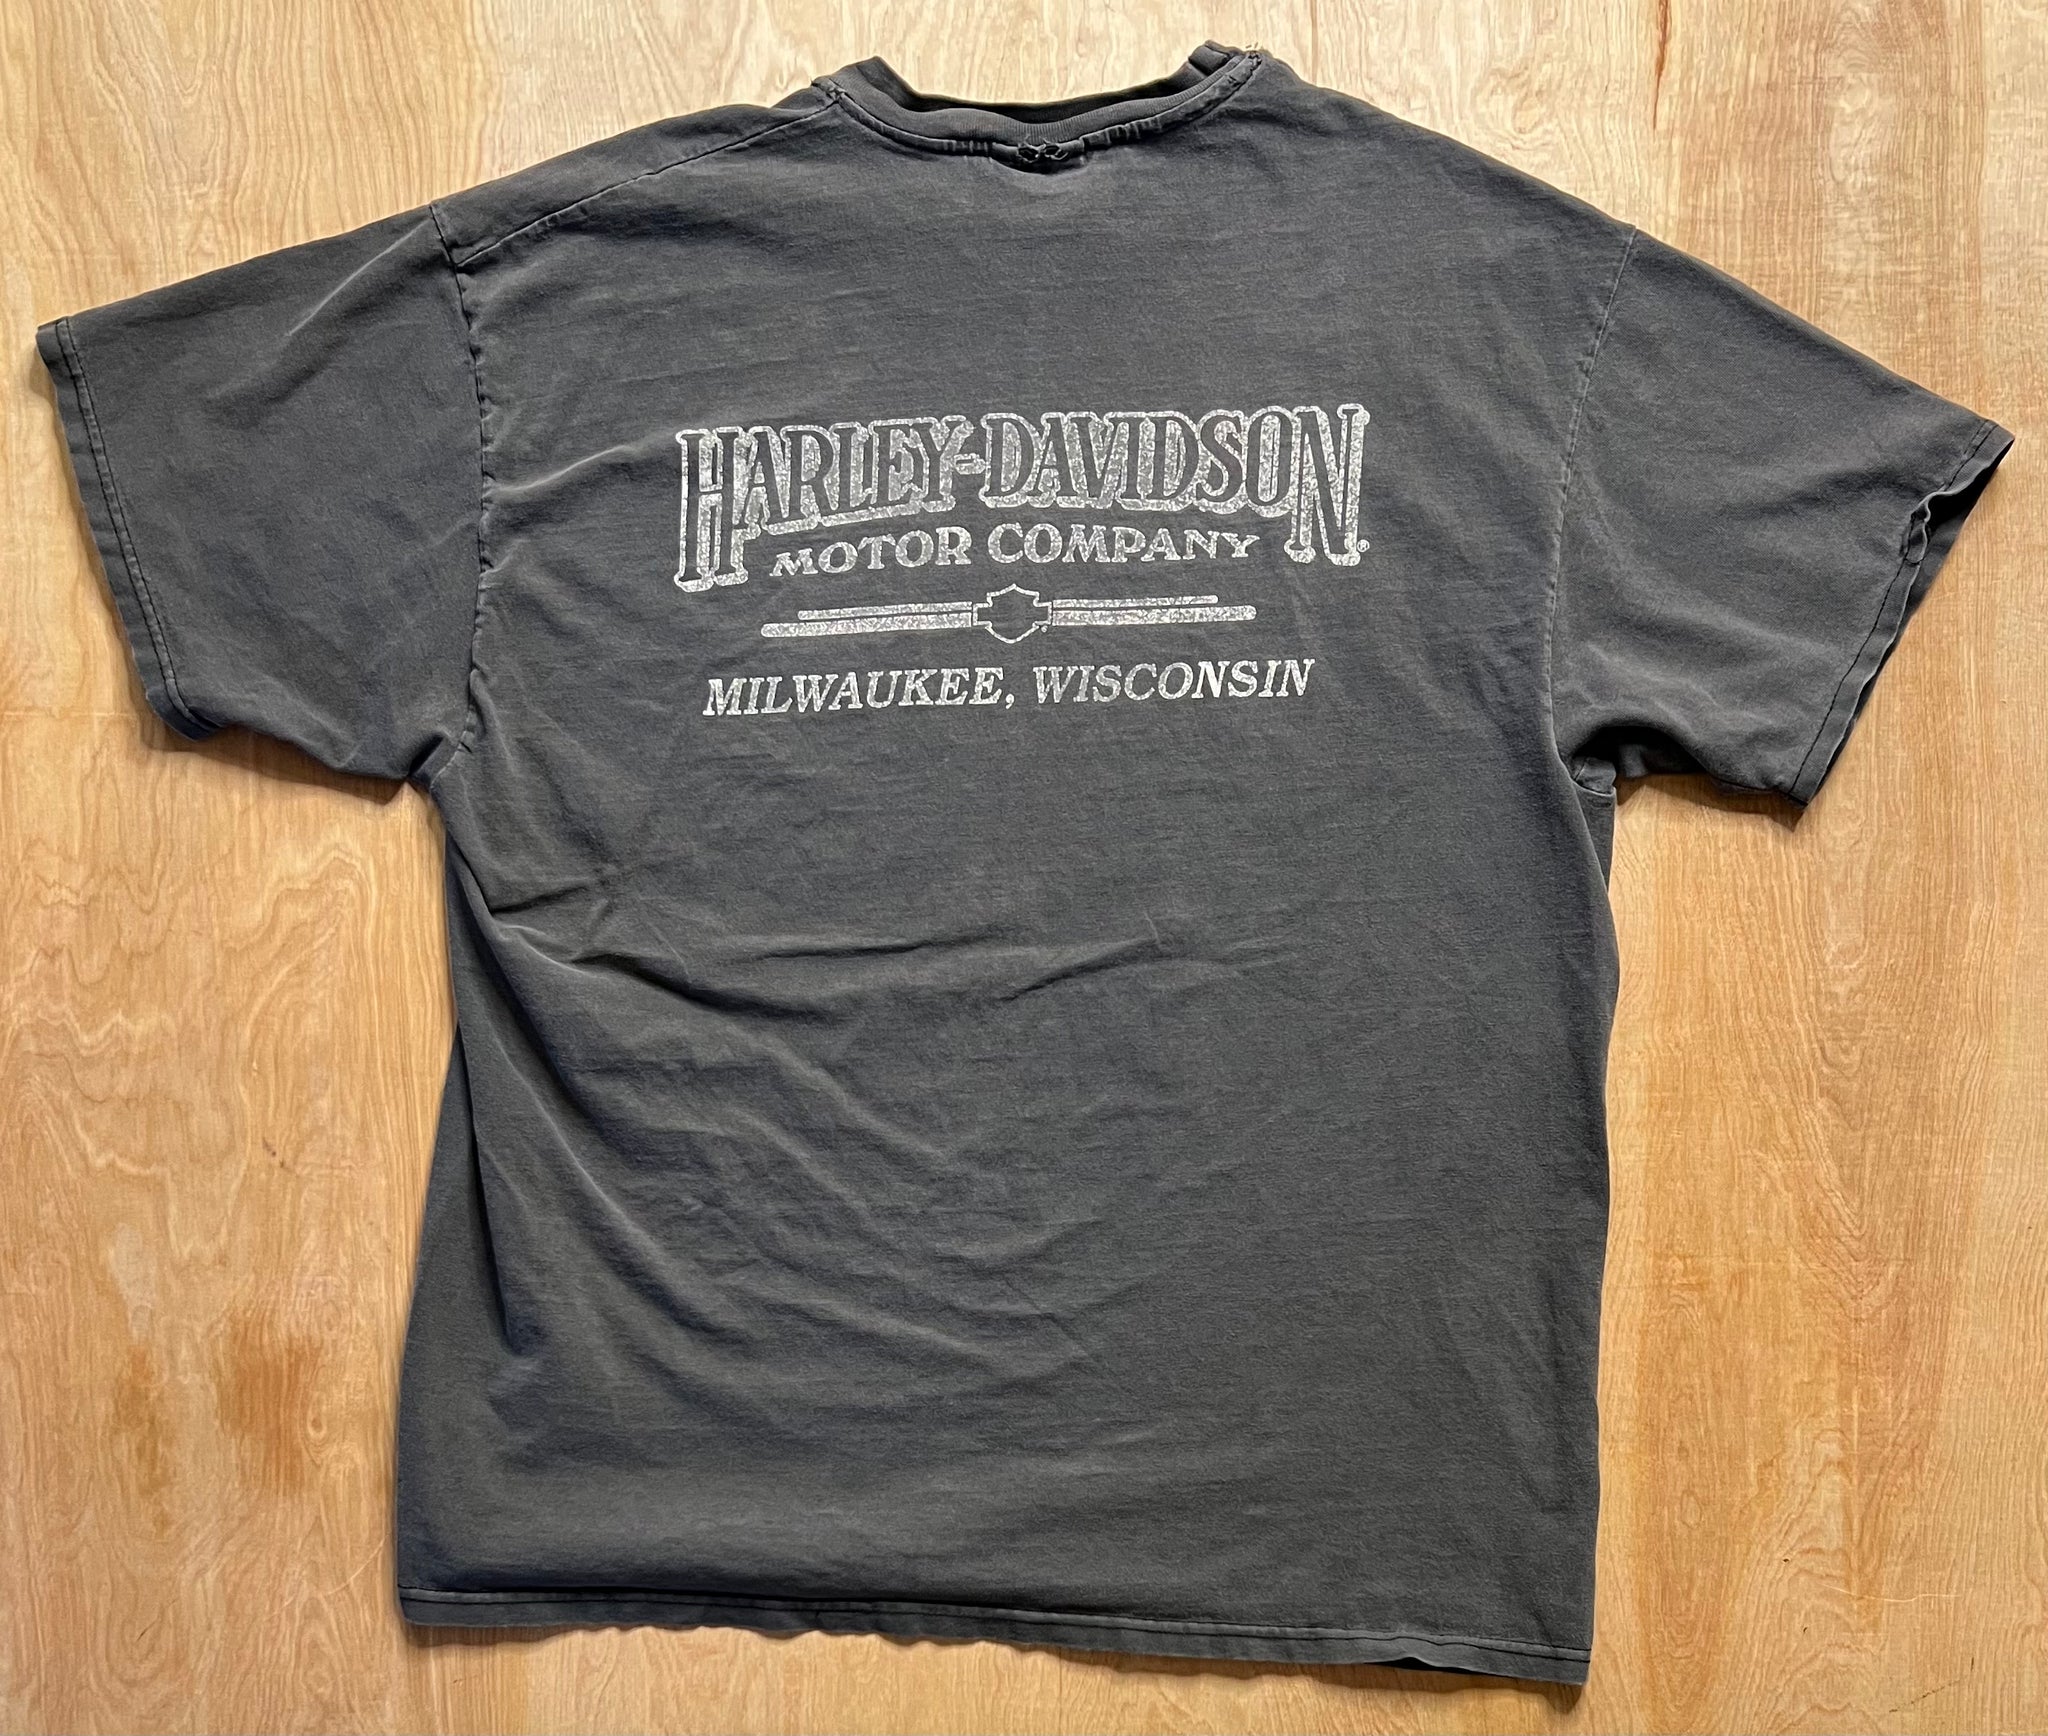 HARLEY-DAVIDSON
MOTOR COMPANY ®
MILWAUKEE, WISCONSIN